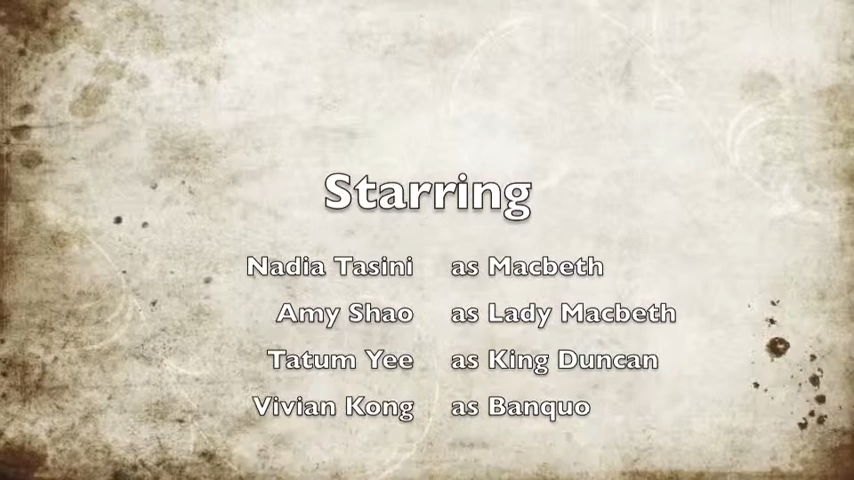 Starring
Nadia Tasini as Macbeth
Amy Shao as Lady Macbeth
Tatum Yee as King Duncan
Vivian Kong as Banquo